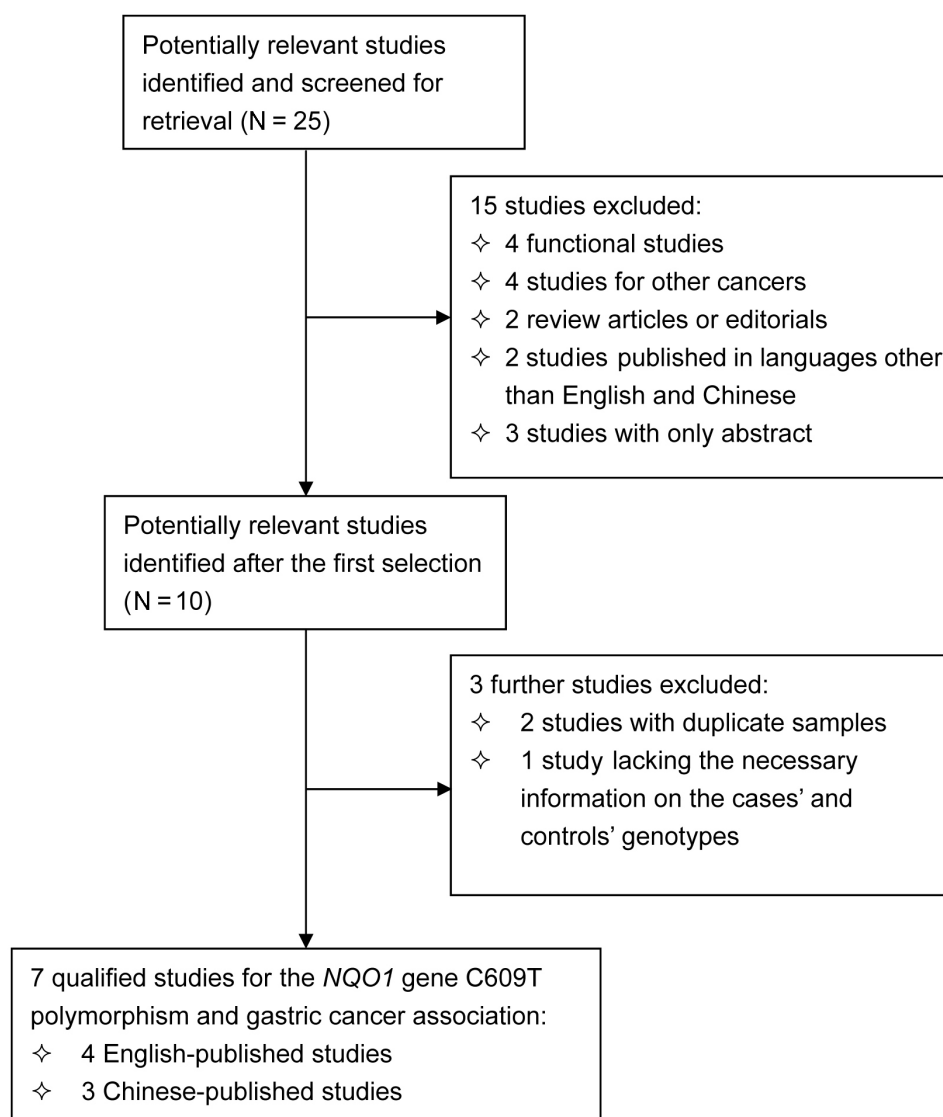 Potentially relevant studies
identified and screened for
retrieval (N = 25)
15 studies excluded:
✧ 4 functional studies
✧ 4 studies for other cancers
✧ 2 review articles or editorials
✧ 2 studies published in languages other
than English and Chinese
✧ 3 studies with only abstract
Potentially relevant studies
identified after the first selection
(N = 10)
3 further studies excluded:
✧ 2 studies with duplicate samples
✧ 1 study lacking the necessary
information on the cases’ and
controls’ genotypes
7 qualified studies for the NQO1 gene C609T
polymorphism and gastric cancer association:
✧ 4 English-published studies
✧ 3 Chinese-published studies